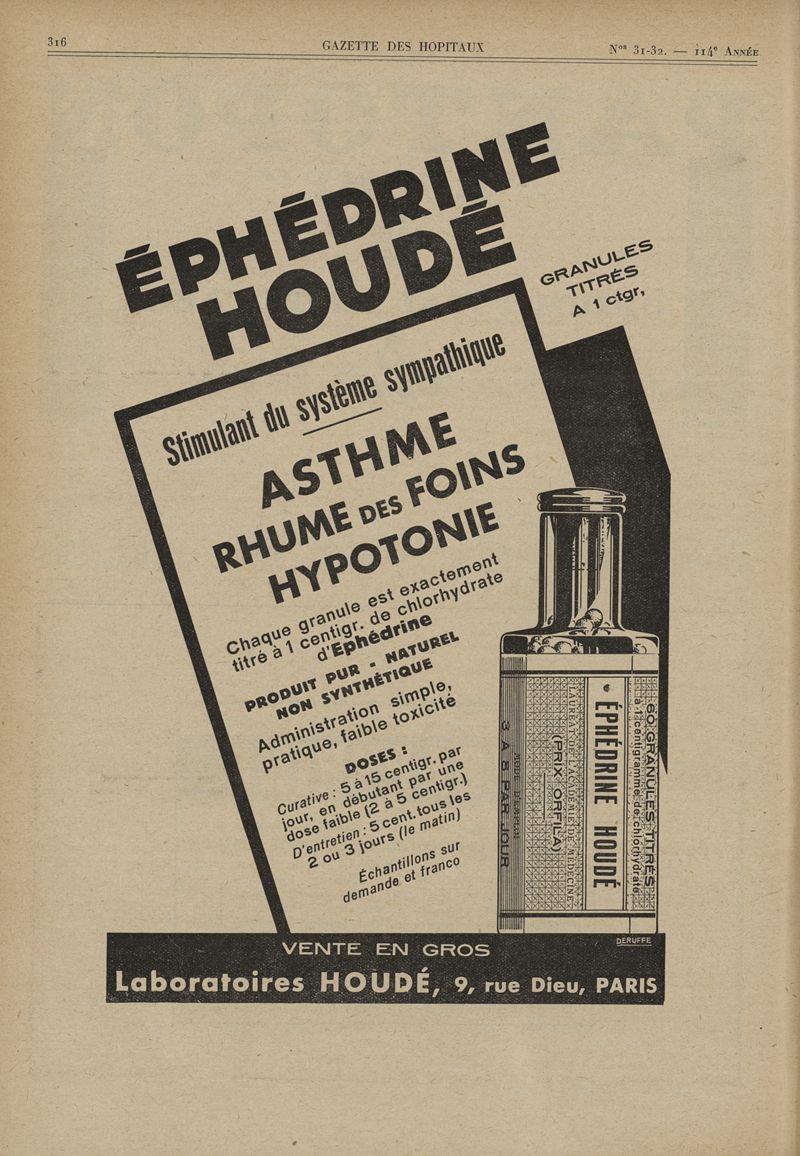 316
GAZETTE DES HOPITAUX
Nos 31-32. — 114e ANNÉE
ÉPHÉDRINE
HOUDÉ
GRANULES
TITRÉS
A 1 ctgr,
Stimulant du système sympathique
ASTHME
RHUME DES FOINS
HYPOTONIE
Chaque granule est exactement
titré à 1 centigr. de chlorhydrate
d'Ephédrine
PRODUIT PUR - NATUREL
NON SYNTHÉTIQUE
Administration simple,
pratique, faible toxicité
DOSES :
Curative : 5 à 15 centigr. par
jour, en débutant par une
dose faible (2 à 5 centigr.)
D'entretien : 5 cent. tous les
2 ou 3 jours (le matin)
Échantillons sur
demande et franco
60 GRANULES TITRÉS
à 1 centigramme de chlorhydrate
ÉPHÉDRINE HOUDÉ
LAURÉAT DE L'ACADÉMIE DE MÉDECINE
(PRIX ORFILA)
MODE D'EMPLOI
3 A 8 PAR JOUR
DERUFFE
VENTE EN GROS
Laboratoires HOUDÉ, 9, rue Dieu, PARIS